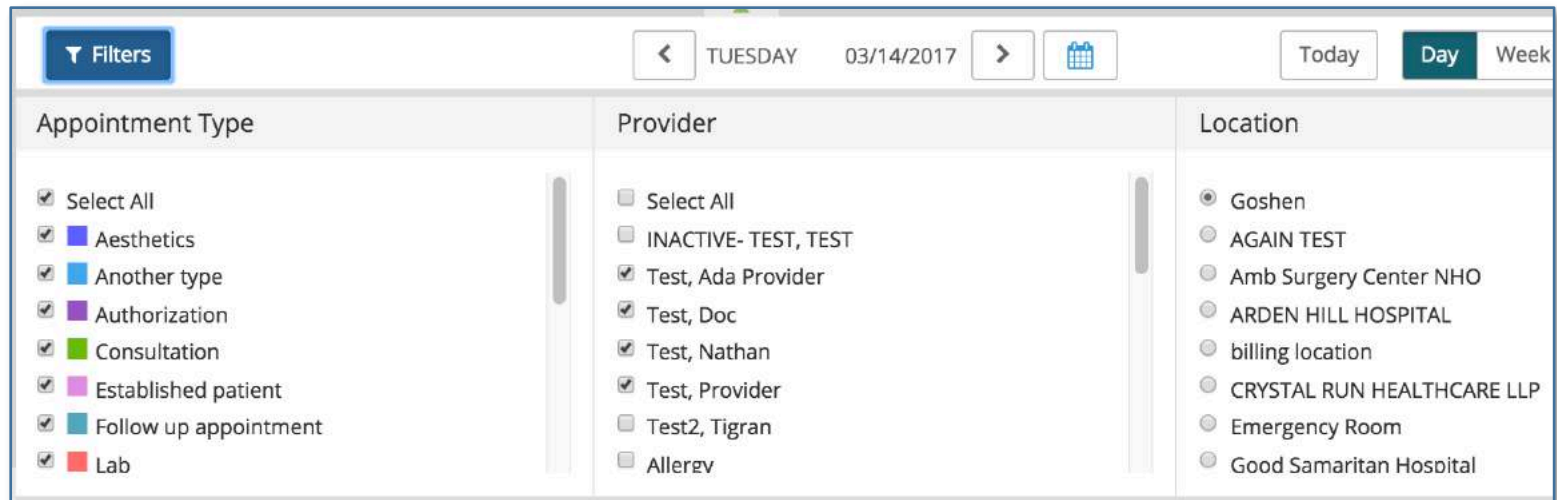 Filters
TUESDAY 03/14/2017
Today Day Week
Appointment Type
Select All
Aesthetics
Another type
Authorization
Consultation
Established patient
Follow up appointment
Lab
Provider
Select All
INACTIVE- TEST, TEST
Test, Ada Provider
Test, Doc
Test, Nathan
Test, Provider
Test2, Tigran
Allergy
Location
Goshen
AGAIN TEST
Amb Surgery Center NHO
ARDEN HILL HOSPITAL
billing location
CRYSTAL RUN HEALTHCARE LLP
Emergency Room
Good Samaritan Hospital